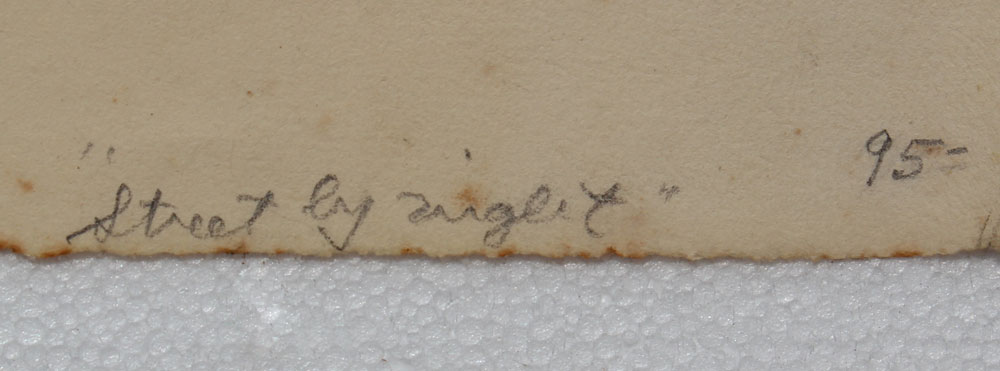 "Street by night" 95=